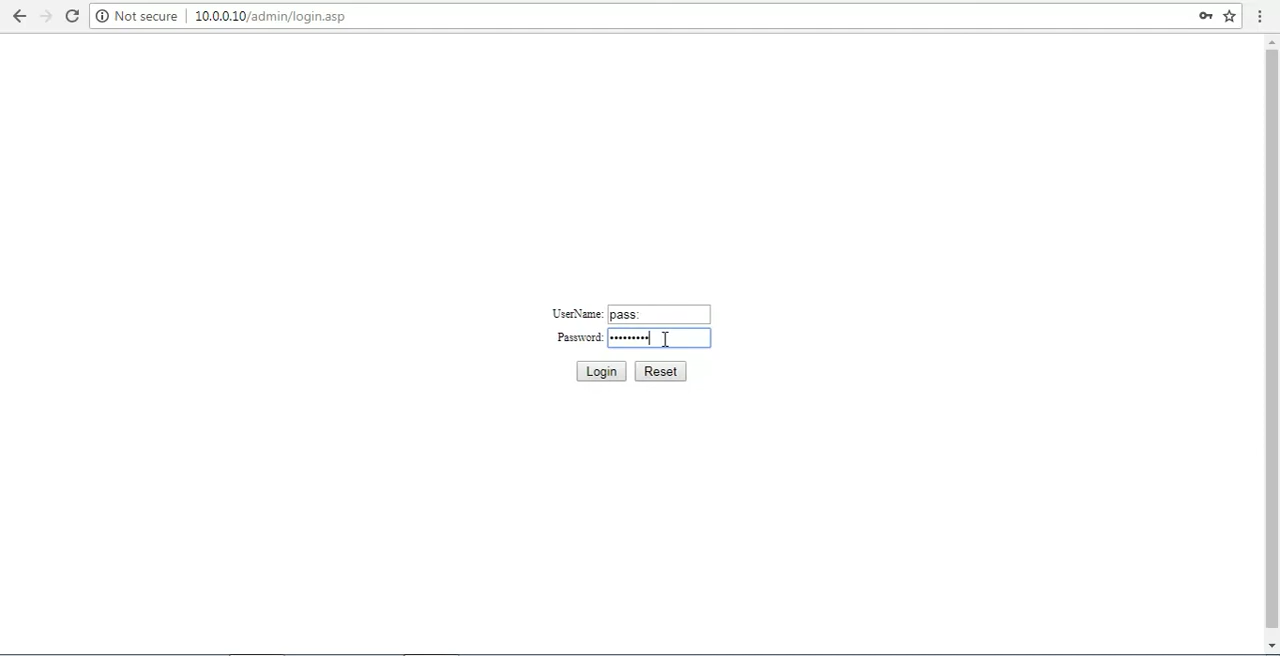 Not secure 10.0.0.10/admin/login.asp
UserName: pass:
Password: •••••••••
Login Reset